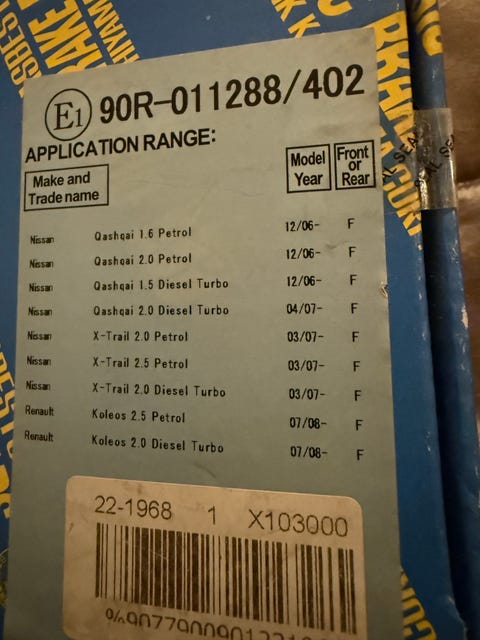 E1 90R-011288/402
APPLICATION RANGE:
Make and Trade name
Model Year
Front or Rear
Nissan Qashqai 1.6 Petrol 12/06- F
Nissan Qashqai 2.0 Petrol 12/06- F
Nissan Qashqai 1.5 Diesel Turbo 12/06- F
Nissan Qashqai 2.0 Diesel Turbo 04/07- F
Nissan X-Trail 2.0 Petrol 03/07- F
Nissan X-Trail 2.5 Petrol 03/07- F
Nissan X-Trail 2.0 Diesel Turbo 03/07- F
Renault Koleos 2.5 Petrol 07/08- F
Renault Koleos 2.0 Diesel Turbo 07/08- F
22-1968 1 X103000